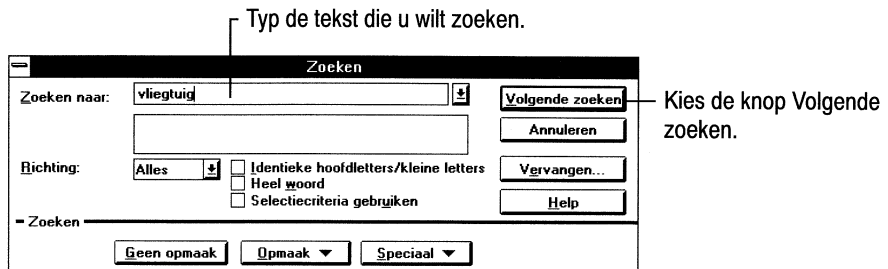 Typ de tekst die u wilt zoeken.
Zoeken
Zoeken naar: vliegtuig Volgende zoeken
Kies de knop Volgende
zoeken.
Annuleren
Richting: Alles Identieke hoofdletters/kleine letters Vervangen...
Heel woord
Selectiecriteria gebruiken Help
Zoeken
Geen opmaak Opmaak Speciaal